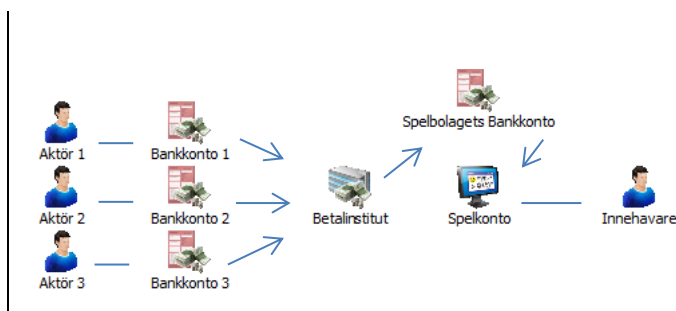 Spelbolagets Bankkonto
Aktör 1
Bankkonto 1
Aktör 2
Bankkonto 2
Betalinstitut
Spelkonto
Innehavare
Aktör 3
Bankkonto 3